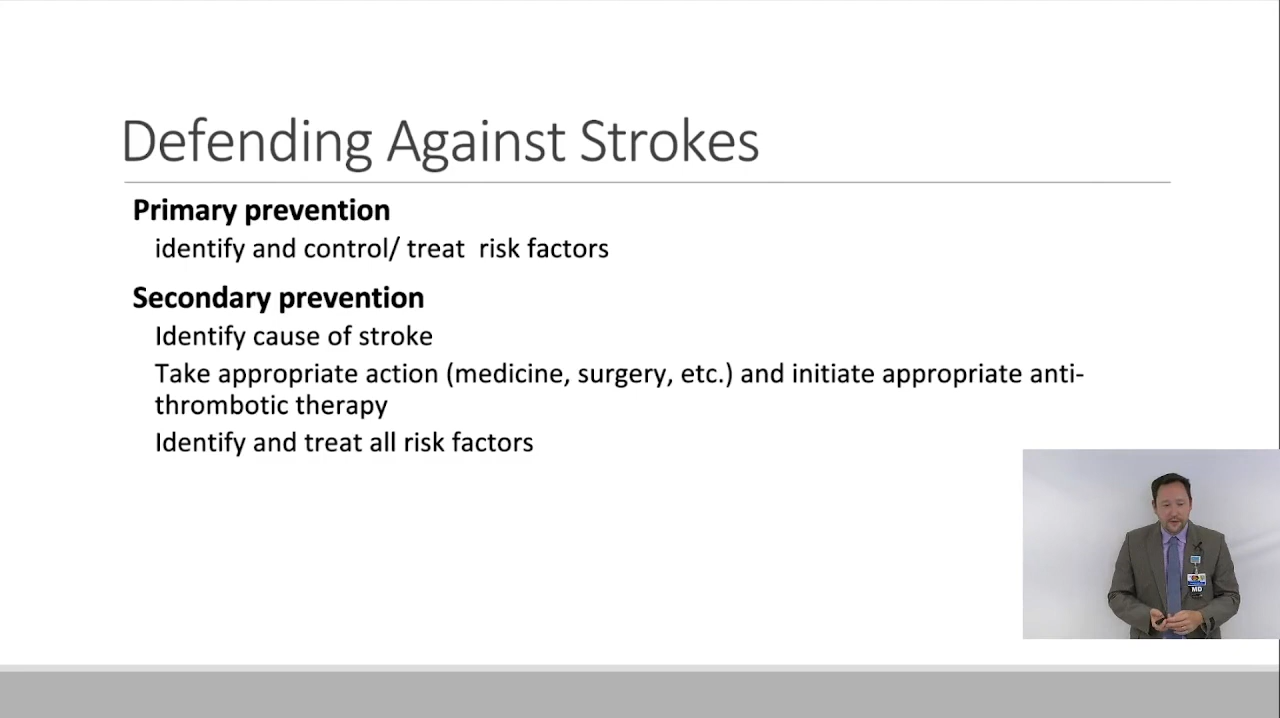 Defending Against Strokes
Primary prevention
identify and control/ treat  risk factors
Secondary prevention
Identify cause of stroke
Take appropriate action (medicine, surgery, etc.) and initiate appropriate anti-
thrombotic therapy
Identify and treat all risk factors
MD